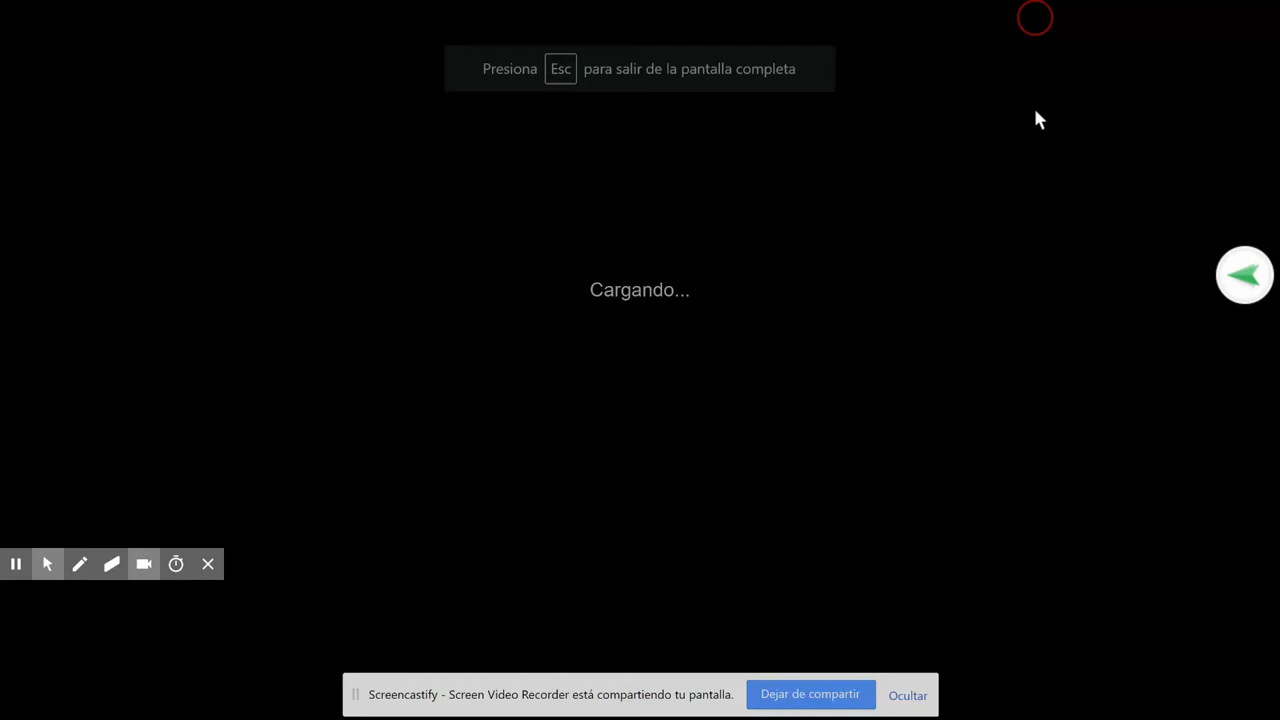 Presiona Esc para salir de la pantalla completa
Cargando...
Screencastify - Screen Video Recorder está compartiendo tu pantalla. Dejar de compartir Ocultar